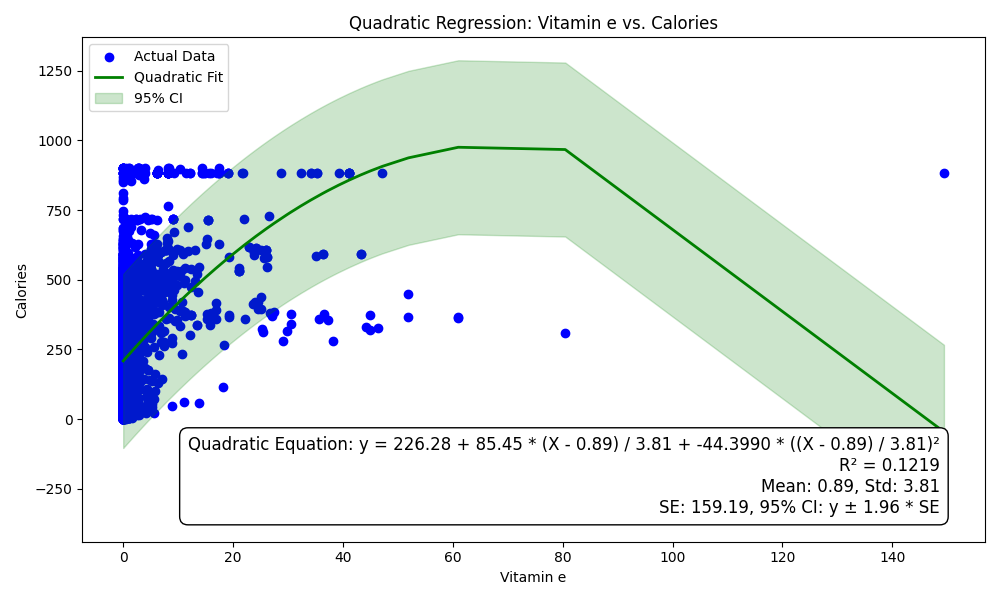 Quadratic Regression: Vitamin e vs. Calories
Actual Data
Quadratic Fit
95% CI
Calories
1250
1000
750
500
250
0
−250
Quadratic Equation: y = 226.28 + 85.45 * (X - 0.89) / 3.81 + -44.3990 * ((X - 0.89) / 3.81)²
R² = 0.1219
Mean: 0.89, Std: 3.81
SE: 159.19, 95% CI: y ± 1.96 * SE
0 20 40 60 80 100 120 140
Vitamin e